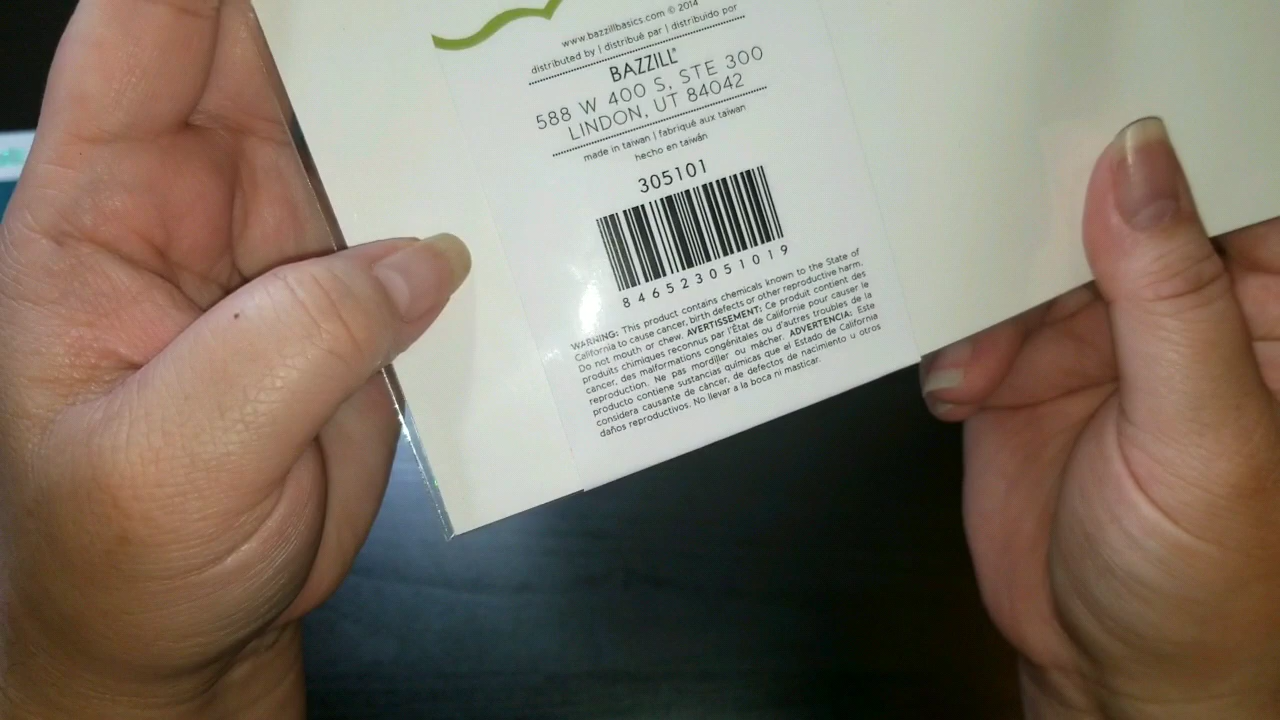 www.bazzillbasics.com © 2014
distributed by | distribué par | distribuido por
BAZZILL®
588 W 400 S, STE 300
LINDON, UT 84042
made in taiwan | fabriqué aux taiwan
hecho en taiwán
305101
8 46523 05101 9
WARNING: This product contains chemicals known to the State of
California to cause cancer, birth defects or other reproductive harm.
Do not mouth or chew. AVERTISSEMENT: Ce produit contient des
produits chimiques reconnus par l'État de Californie pour causer le
cancer, des malformations congénitales ou d'autres troubles de la
reproduction. Ne pas mordiller ou mâcher. ADVERTENCIA: Este
producto contiene sustancias químicas que el Estado de California
considera causante de cáncer, de defectos de nacimiento u otros
daños reproductivos. No llevar a la boca ni masticar.